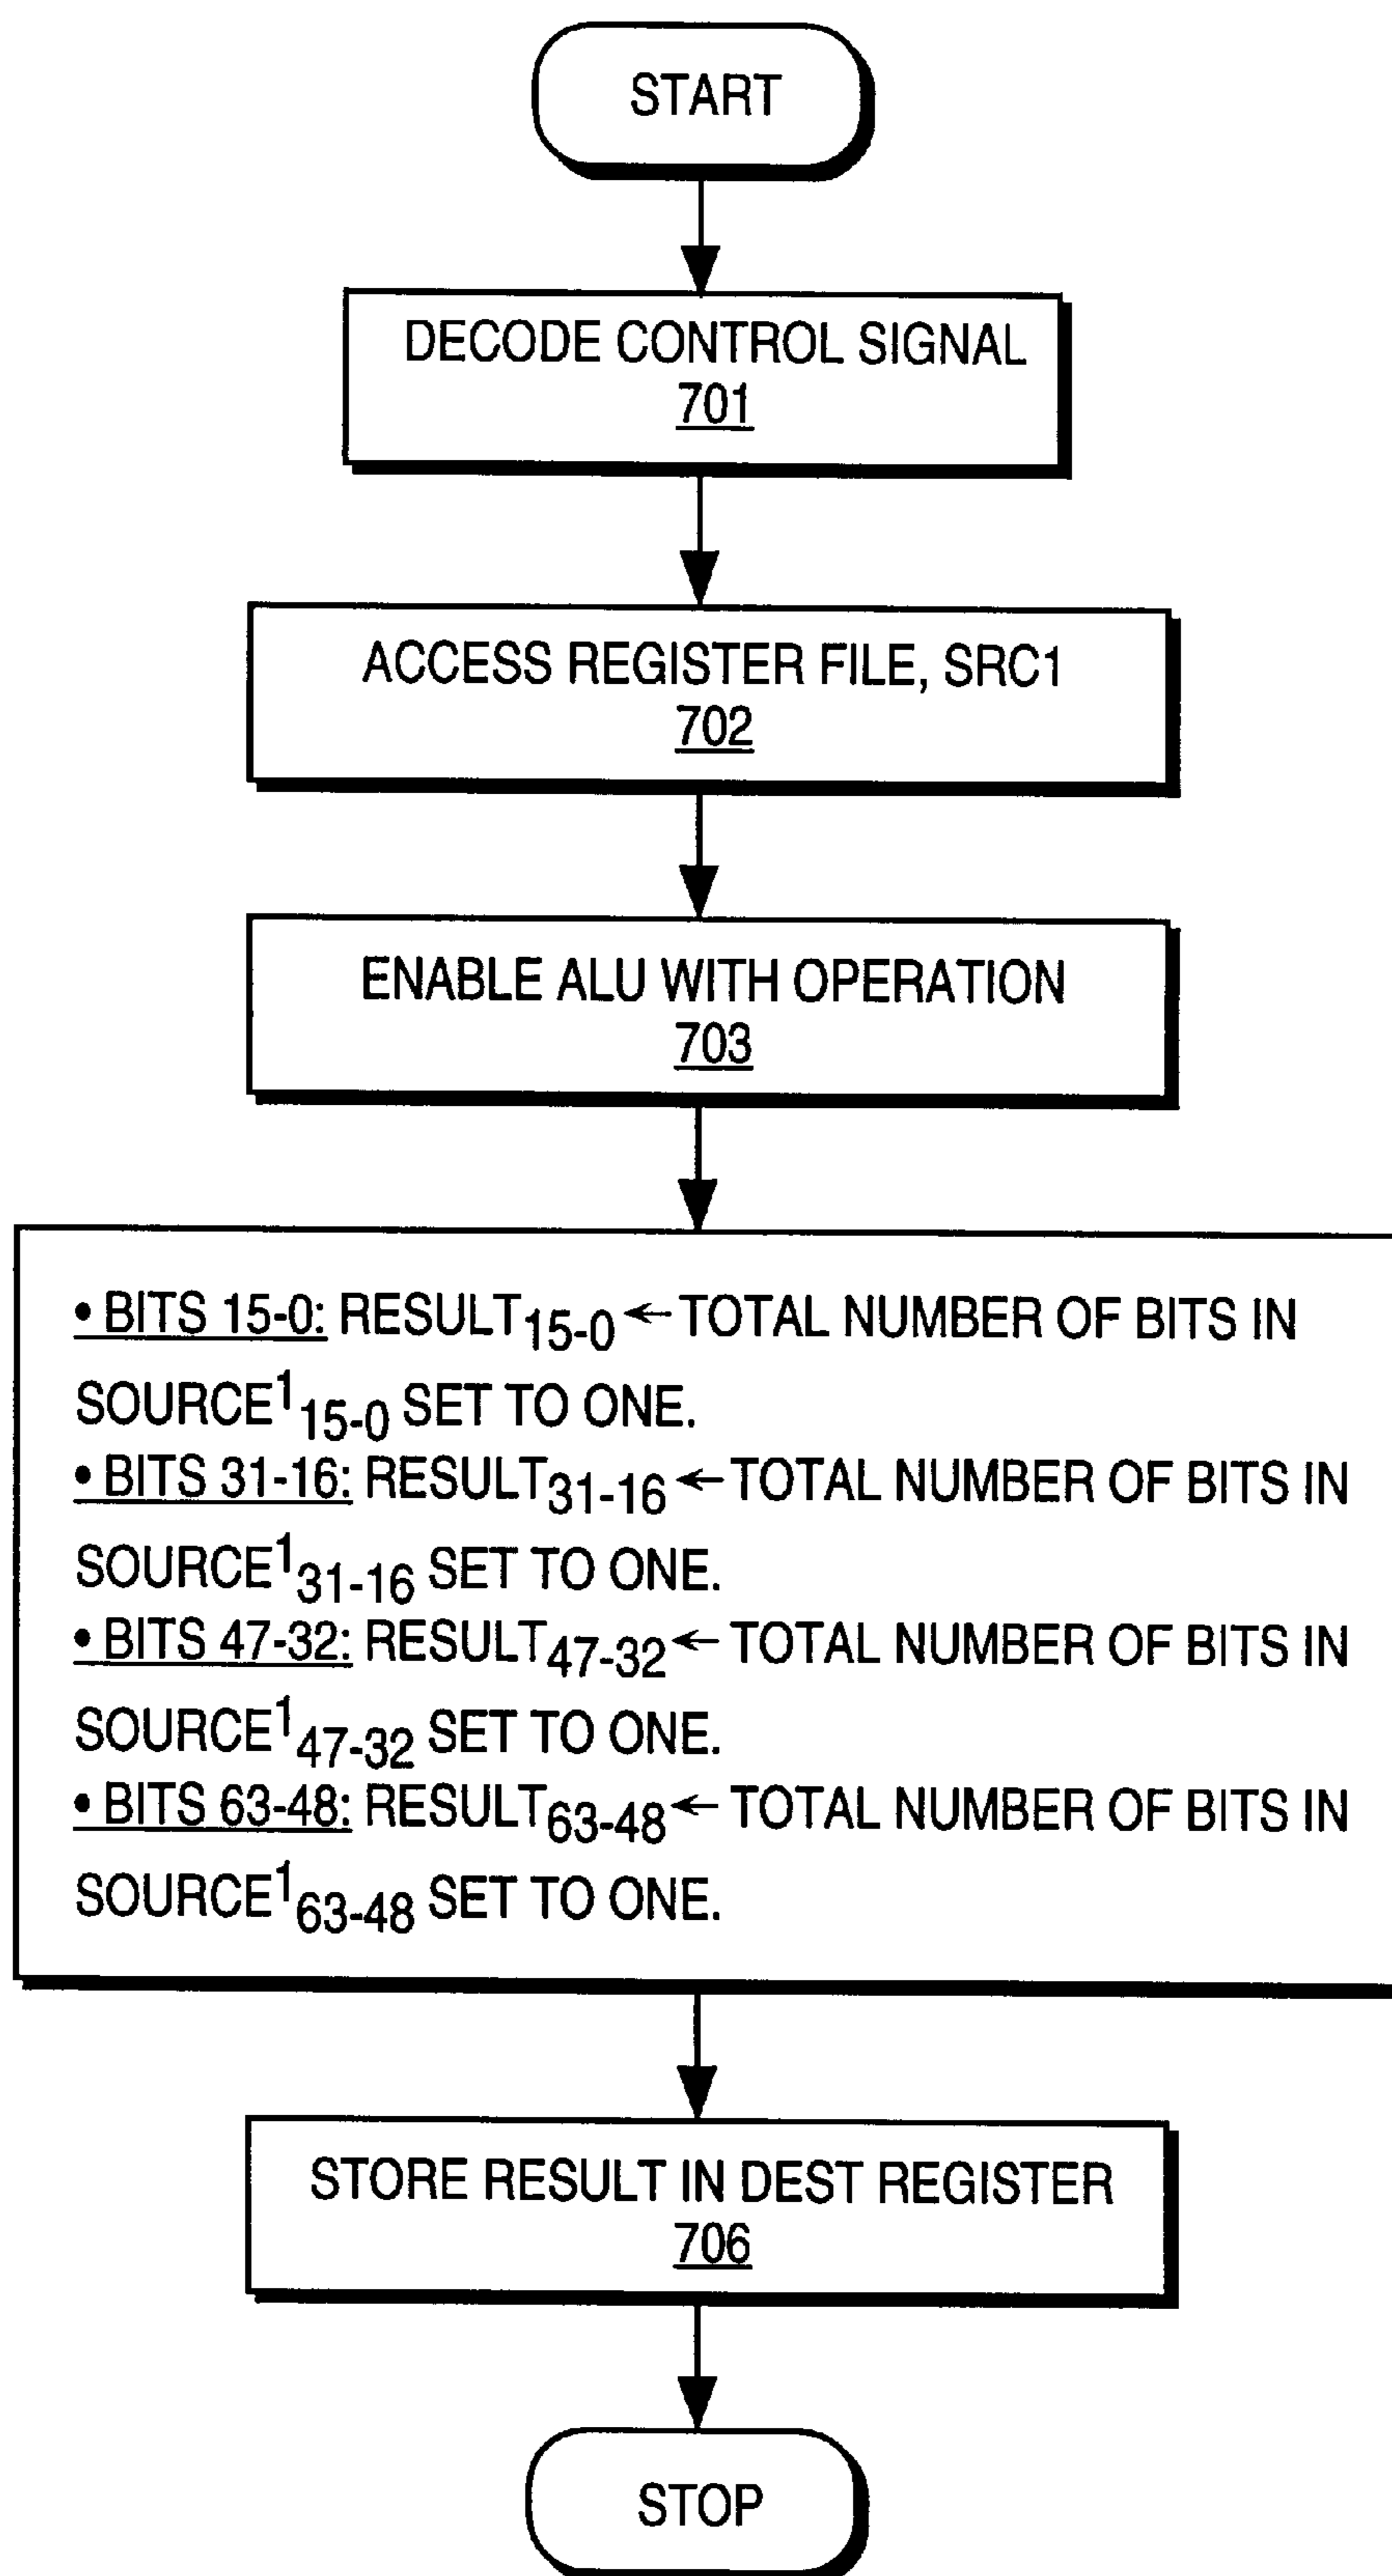 START
DECODE CONTROL SIGNAL
701
ACCESS REGISTER FILE, SRC1
702
ENABLE ALU WITH OPERATION
703
• BITS 15-0: RESULT15-0 ← TOTAL NUMBER OF BITS IN
SOURCE¹15-0 SET TO ONE.
• BITS 31-16: RESULT31-16 ← TOTAL NUMBER OF BITS IN
SOURCE¹31-16 SET TO ONE.
• BITS 47-32: RESULT47-32 ← TOTAL NUMBER OF BITS IN
SOURCE¹47-32 SET TO ONE.
• BITS 63-48: RESULT63-48 ← TOTAL NUMBER OF BITS IN
SOURCE¹63-48 SET TO ONE.
STORE RESULT IN DEST REGISTER
706
STOP